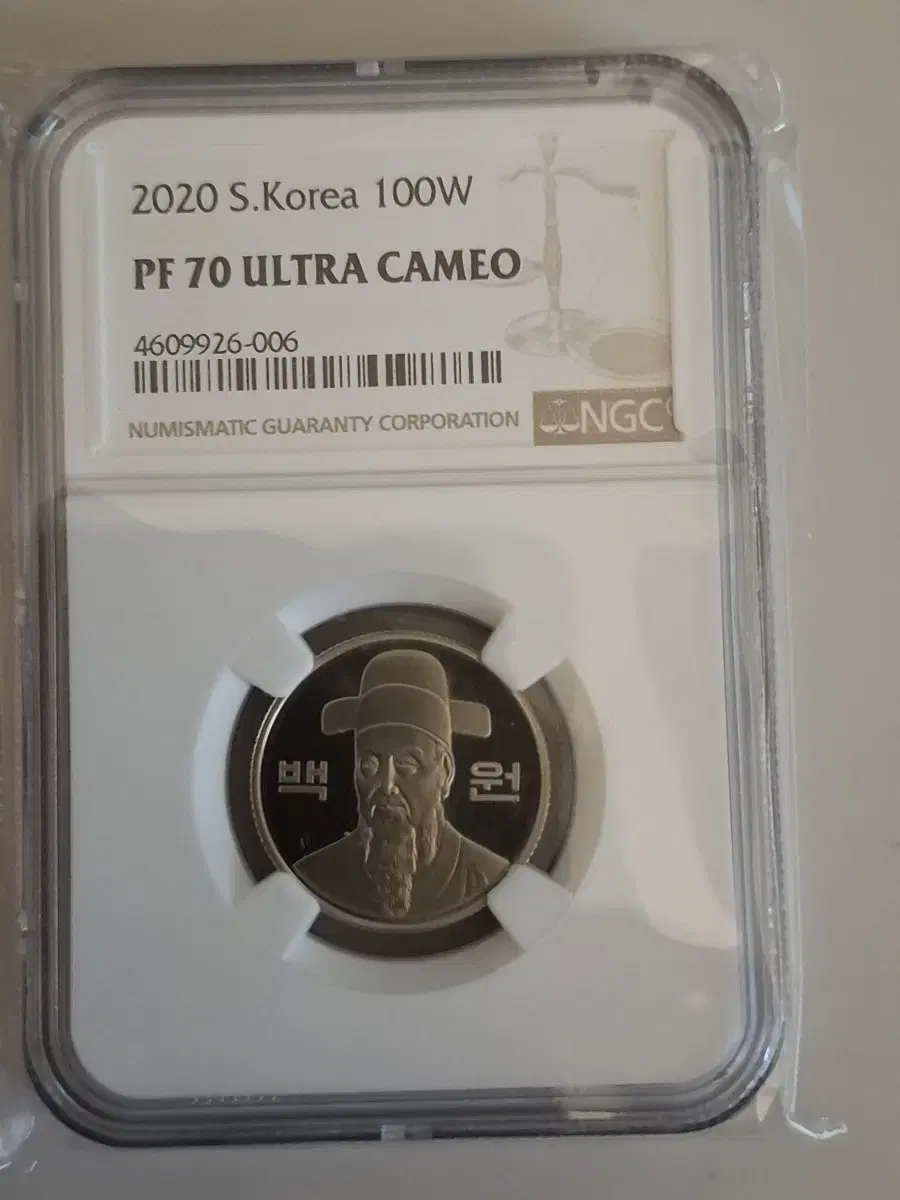 2020 S.Korea 100W
PF 70 ULTRA CAMEO
4609926-006
NUMISMATIC GUARANTY CORPORATION
NGC
백 원